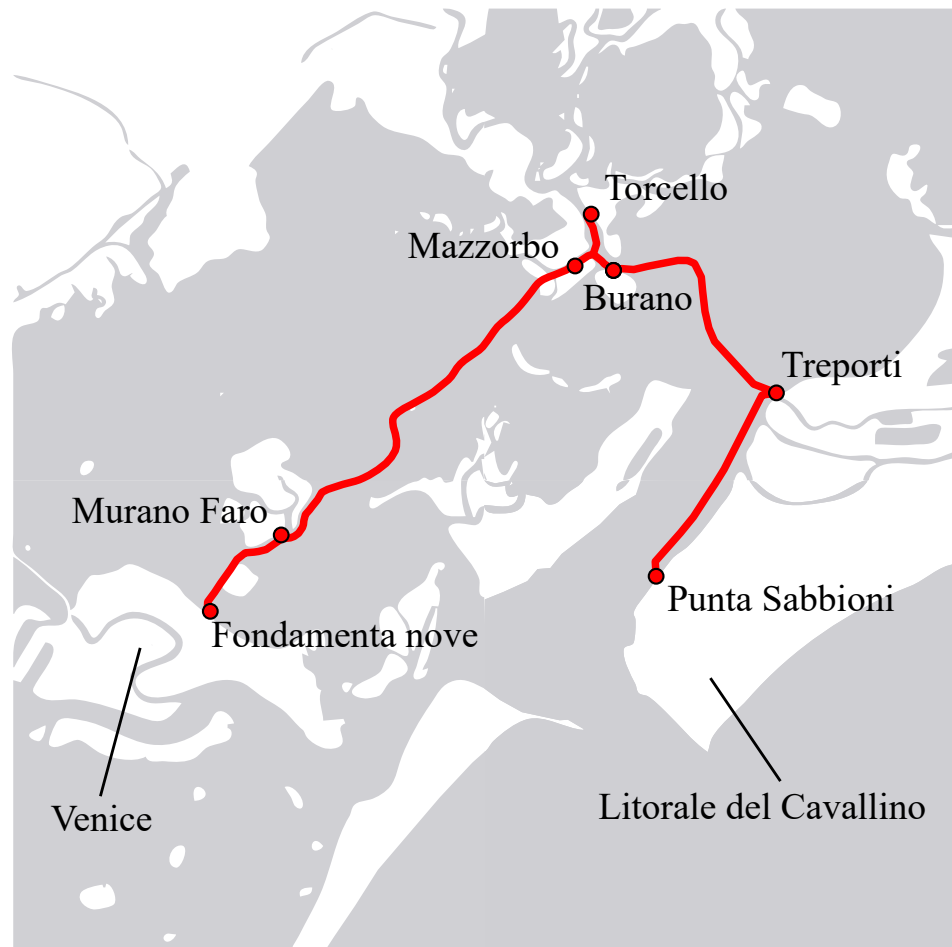 Torcello
Mazzorbo
Burano
Treporti
Murano Faro
Punta Sabbioni
Fondamenta nove
Litorale del Cavallino
Venice